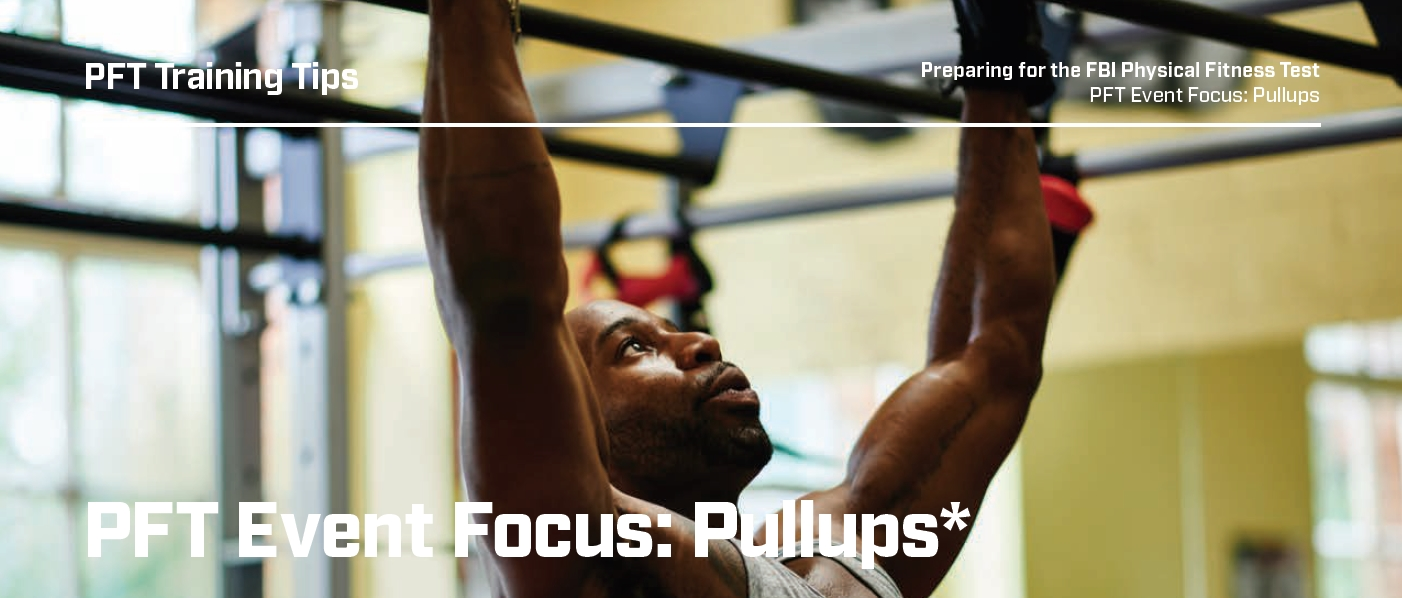 PFT Training Tips
Preparing for the FBI Physical Fitness Test
PFT Event Focus: Pullups
PFT Event Focus: Pullups*